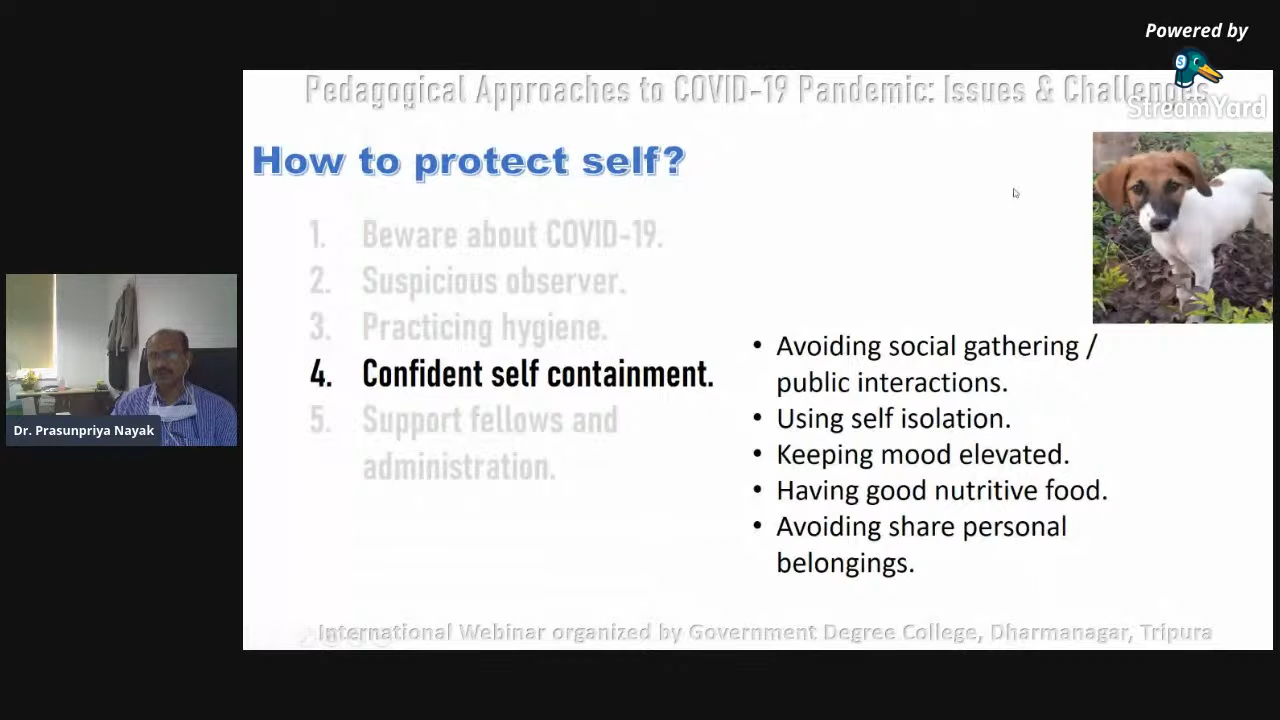 Powered by
StreamYard
Pedagogical Approaches to COVID-19 Pandemic: Issues & Challenges
How to protect self?
1. Beware about COVID-19.
2. Suspicious observer.
3. Practicing hygiene.
4. Confident self containment.
5. Support fellows and
administration.
• Avoiding social gathering /
public interactions.
• Using self isolation.
• Keeping mood elevated.
• Having good nutritive food.
• Avoiding share personal
belongings.
Dr. Prasunpriya Nayak
International Webinar organized by Government Degree College, Dharmanagar, Tripura